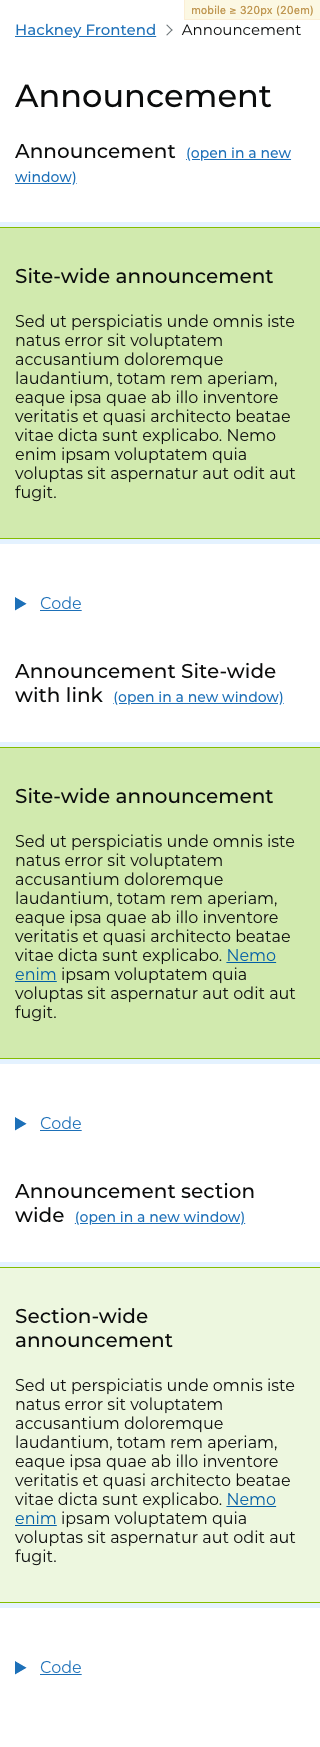 mobile ≥ 320px (20em)
Hackney Frontend > Announcement
Announcement
Announcement (open in a new
window)
Site-wide announcement
Sed ut perspiciatis unde omnis iste
natus error sit voluptatem
accusantium doloremque
laudantium, totam rem aperiam,
eaque ipsa quae ab illo inventore
veritatis et quasi architecto beatae
vitae dicta sunt explicabo. Nemo
enim ipsam voluptatem quia
voluptas sit aspernatur aut odit aut
fugit.
Code
Announcement Site-wide
with link (open in a new window)
Site-wide announcement
Sed ut perspiciatis unde omnis iste
natus error sit voluptatem
accusantium doloremque
laudantium, totam rem aperiam,
eaque ipsa quae ab illo inventore
veritatis et quasi architecto beatae
vitae dicta sunt explicabo. Nemo
enim ipsam voluptatem quia
voluptas sit aspernatur aut odit aut
fugit.
Code
Announcement section
wide (open in a new window)
Section-wide
announcement
Sed ut perspiciatis unde omnis iste
natus error sit voluptatem
accusantium doloremque
laudantium, totam rem aperiam,
eaque ipsa quae ab illo inventore
veritatis et quasi architecto beatae
vitae dicta sunt explicabo. Nemo
enim ipsam voluptatem quia
voluptas sit aspernatur aut odit aut
fugit.
Code